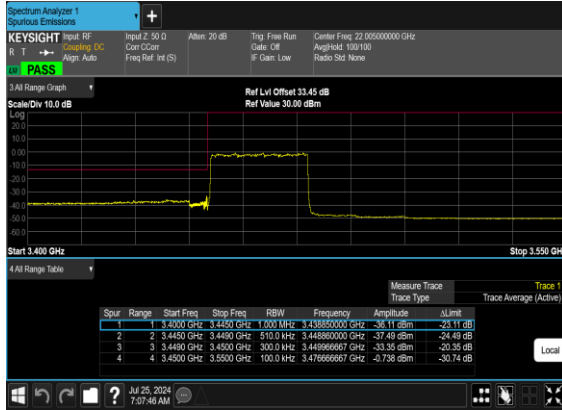 Spectrum Analyzer 1
Spurious Emissions
KEYSIGHT
R T
PASS
Input: RF
Coupling: DC
Align: Auto
Input Z: 50 Ω
Corr CCorr
Freq Ref: Int (S)
Atten: 20 dB
Trig: Free Run
Gate: Off
IF Gain: Low
Center Freq: 22.005000000 GHz
Avg|Hold: 100/100
Radio Std: None
3 All Range Graph
Scale/Div 10.0 dB
Ref Lvl Offset 33.45 dB
Ref Value 30.00 dBm
Log
20.0
10.0
0.00
-10.0
-20.0
-30.0
-40.0
-50.0
-60.0
Start 3.400 GHz
Stop 3.550 GH
4 All Range Table
Measure Trace Trace 1
Trace Type Trace Average (Active)
Spur Range Start Freq Stop Freq RBW Frequency Amplitude ΔLimit
1 1 3.4000 GHz 3.4450 GHz 1.000 MHz 3.438850000 GHz -36.11 dBm -23.11 dB
2 2 3.4450 GHz 3.4490 GHz 510.0 kHz 3.448860000 GHz -37.49 dBm -24.49 dB
3 3 3.4490 GHz 3.4500 GHz 300.0 kHz 3.449966667 GHz -33.35 dBm -20.35 dB
4 4 3.4500 GHz 3.5500 GHz 100.0 kHz 3.476666667 GHz -0.738 dBm -30.74 dB
Local
Jul 25, 2024
7:07:46 AM